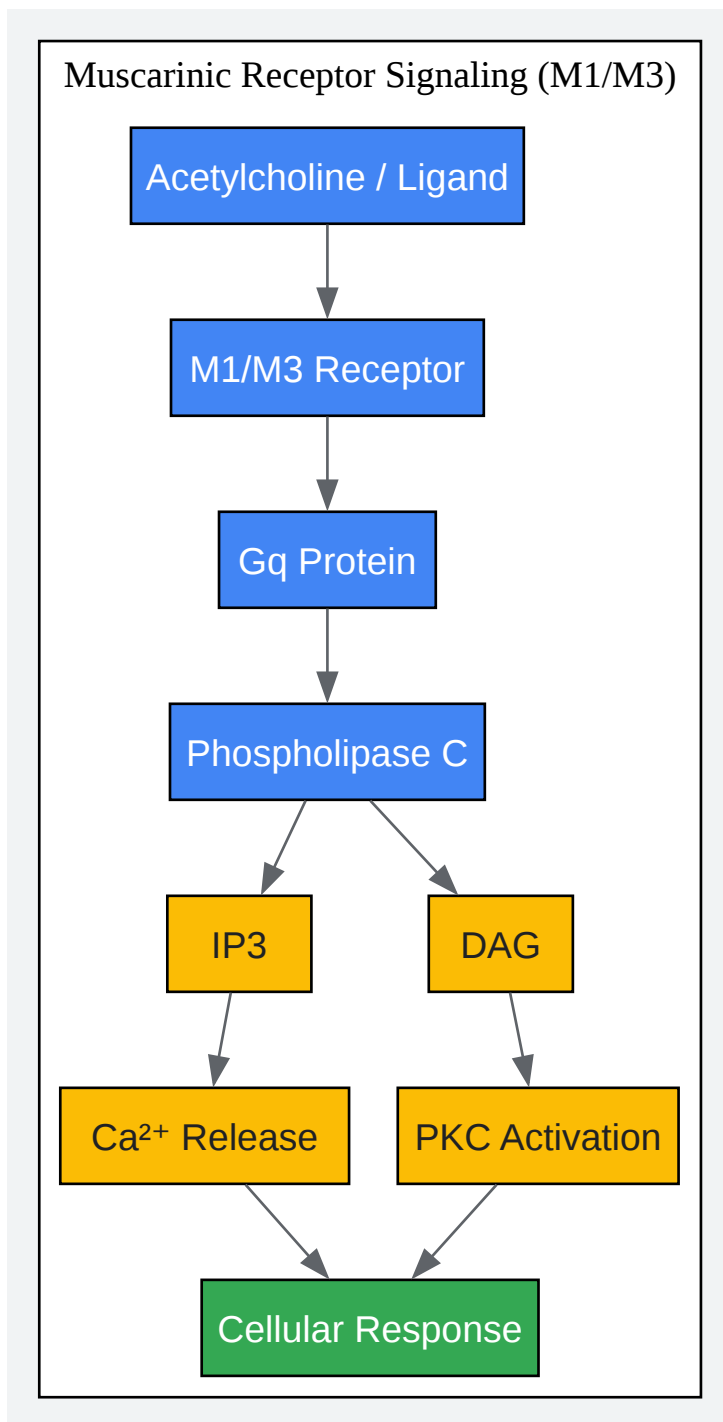 Muscarinic Receptor Signaling (M1/M3)
Acetylcholine / Ligand
M1/M3 Receptor
Gq Protein
Phospholipase C
IP3
DAG
Ca²⁺ Release
PKC Activation
Cellular Response